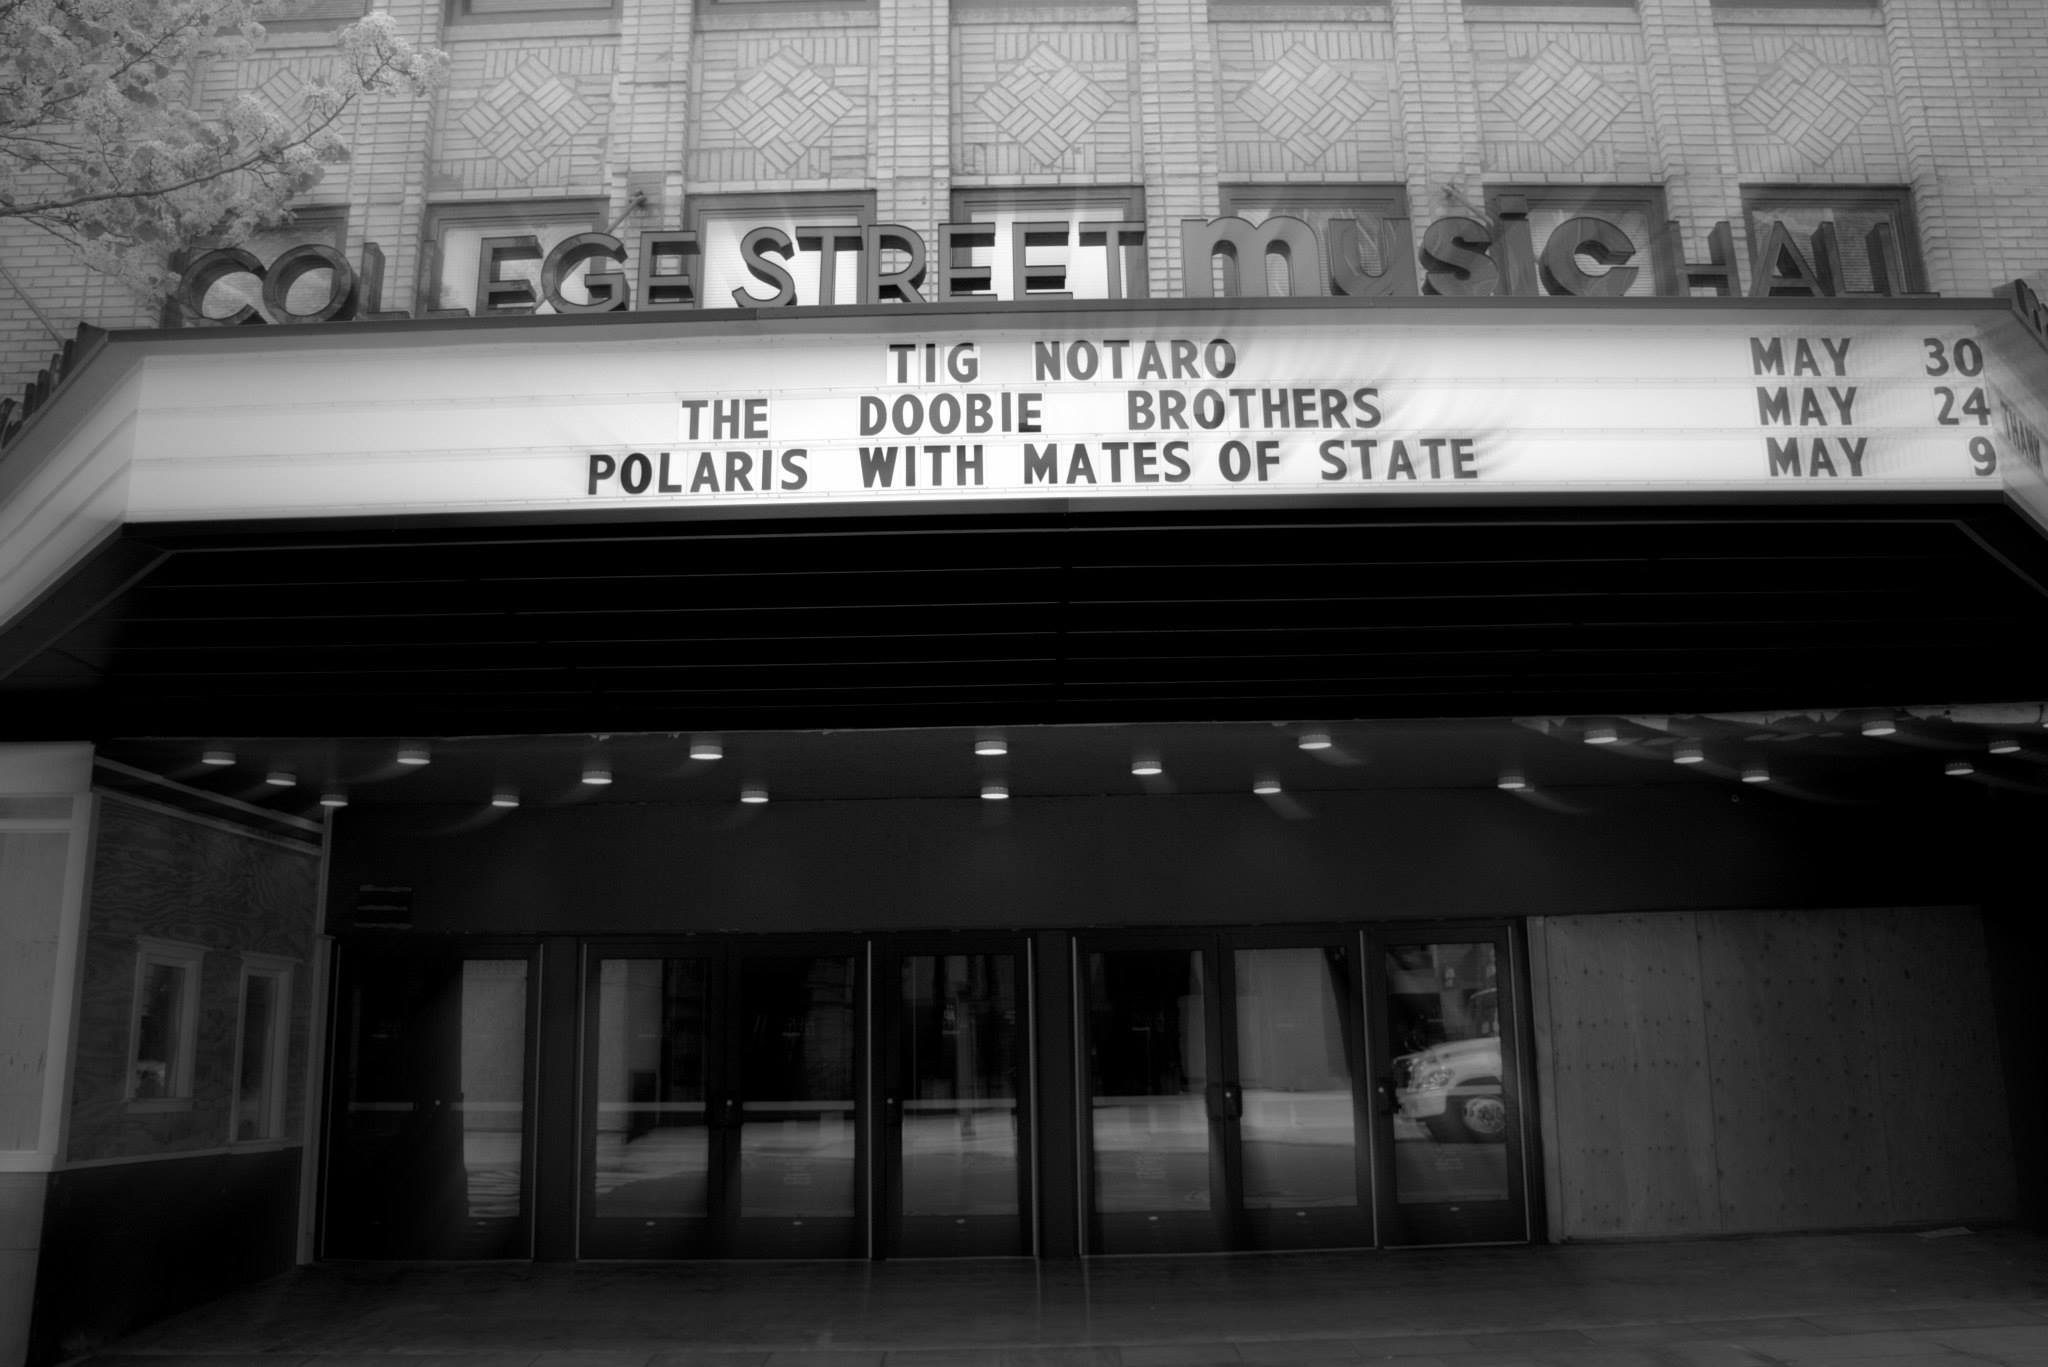 COLLEGE STREET music HALL
TIG NOTARO MAY 30
THE DOOBIE BROTHERS MAY 24
POLARIS WITH MATES OF STATE MAY 9
THANK